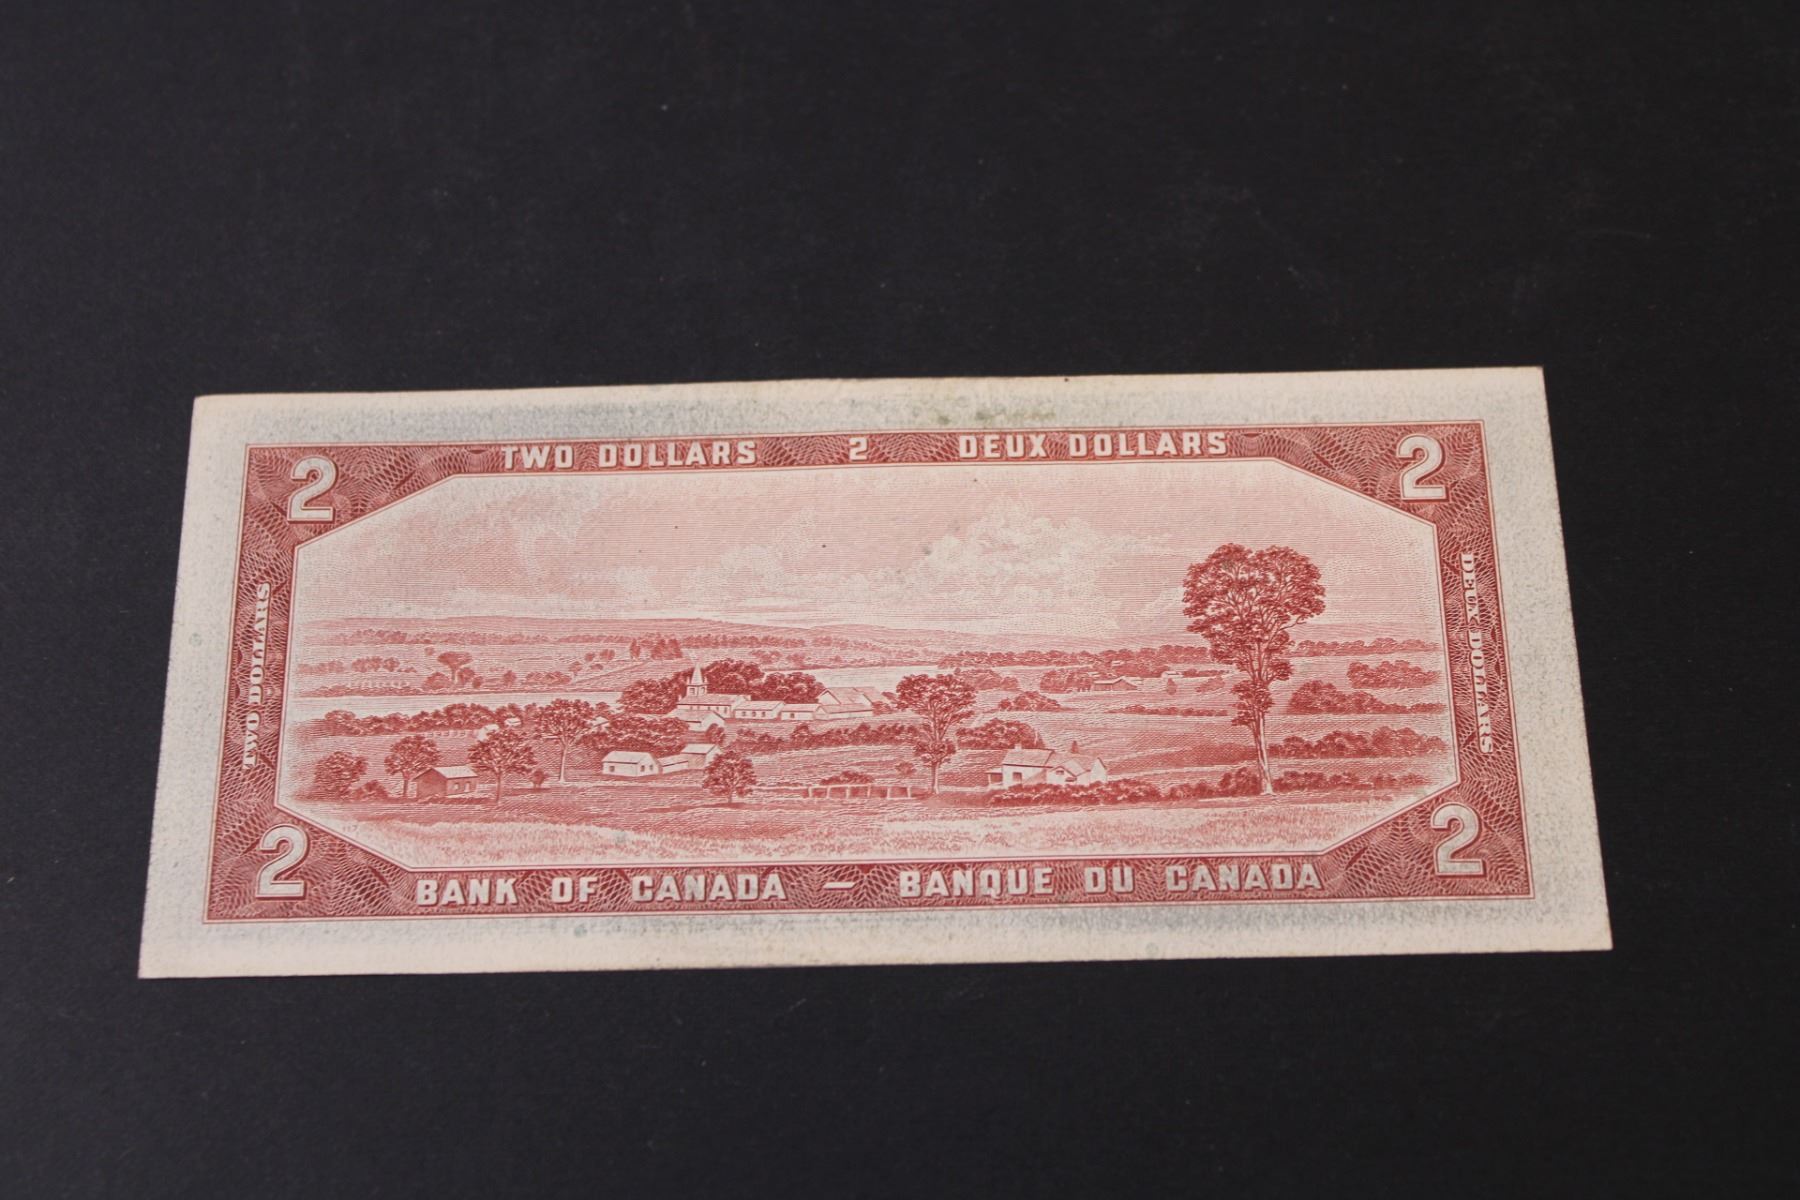 TWO DOLLARS 2 DEUX DOLLARS
2 2
TWO DOLLARS
DEUX DOLLARS
2 2
BANK OF CANADA – BANQUE DU CANADA